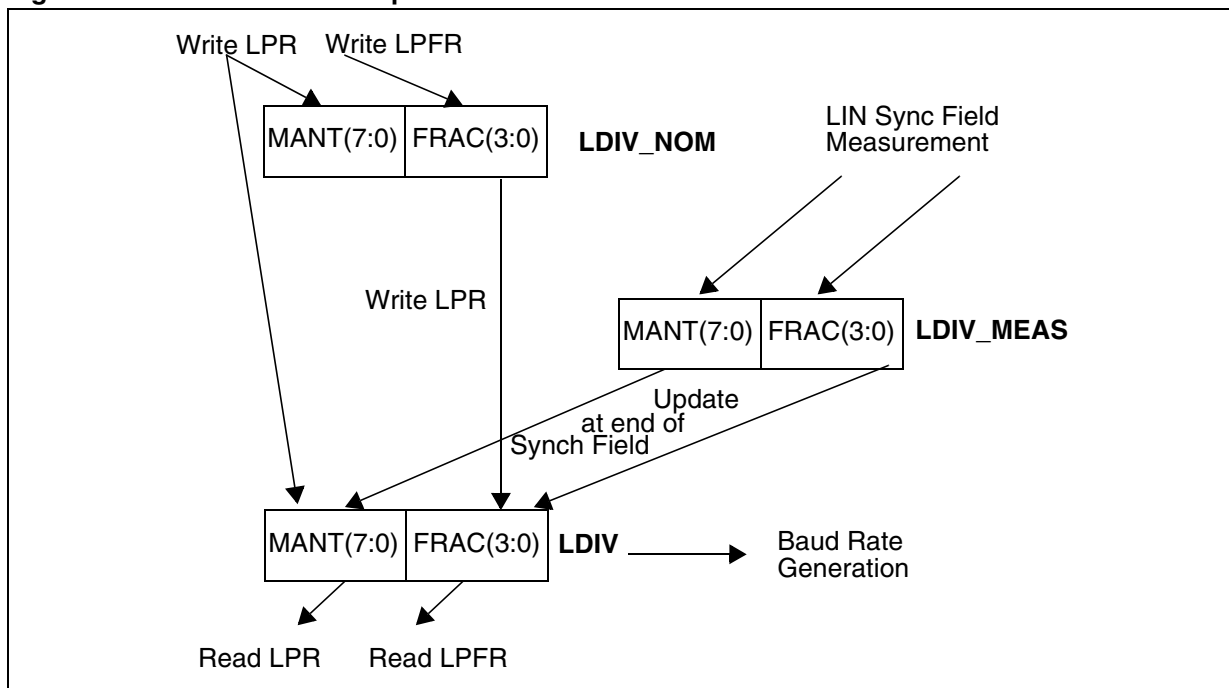 Write LPR Write LPFR
MANT(7:0) FRAC(3:0) LDIV_NOM
LIN Sync Field
Measurement
Write LPR
MANT(7:0) FRAC(3:0) LDIV_MEAS
Update
at end of
Synch Field
MANT(7:0) FRAC(3:0) LDIV
Baud Rate
Generation
Read LPR Read LPFR